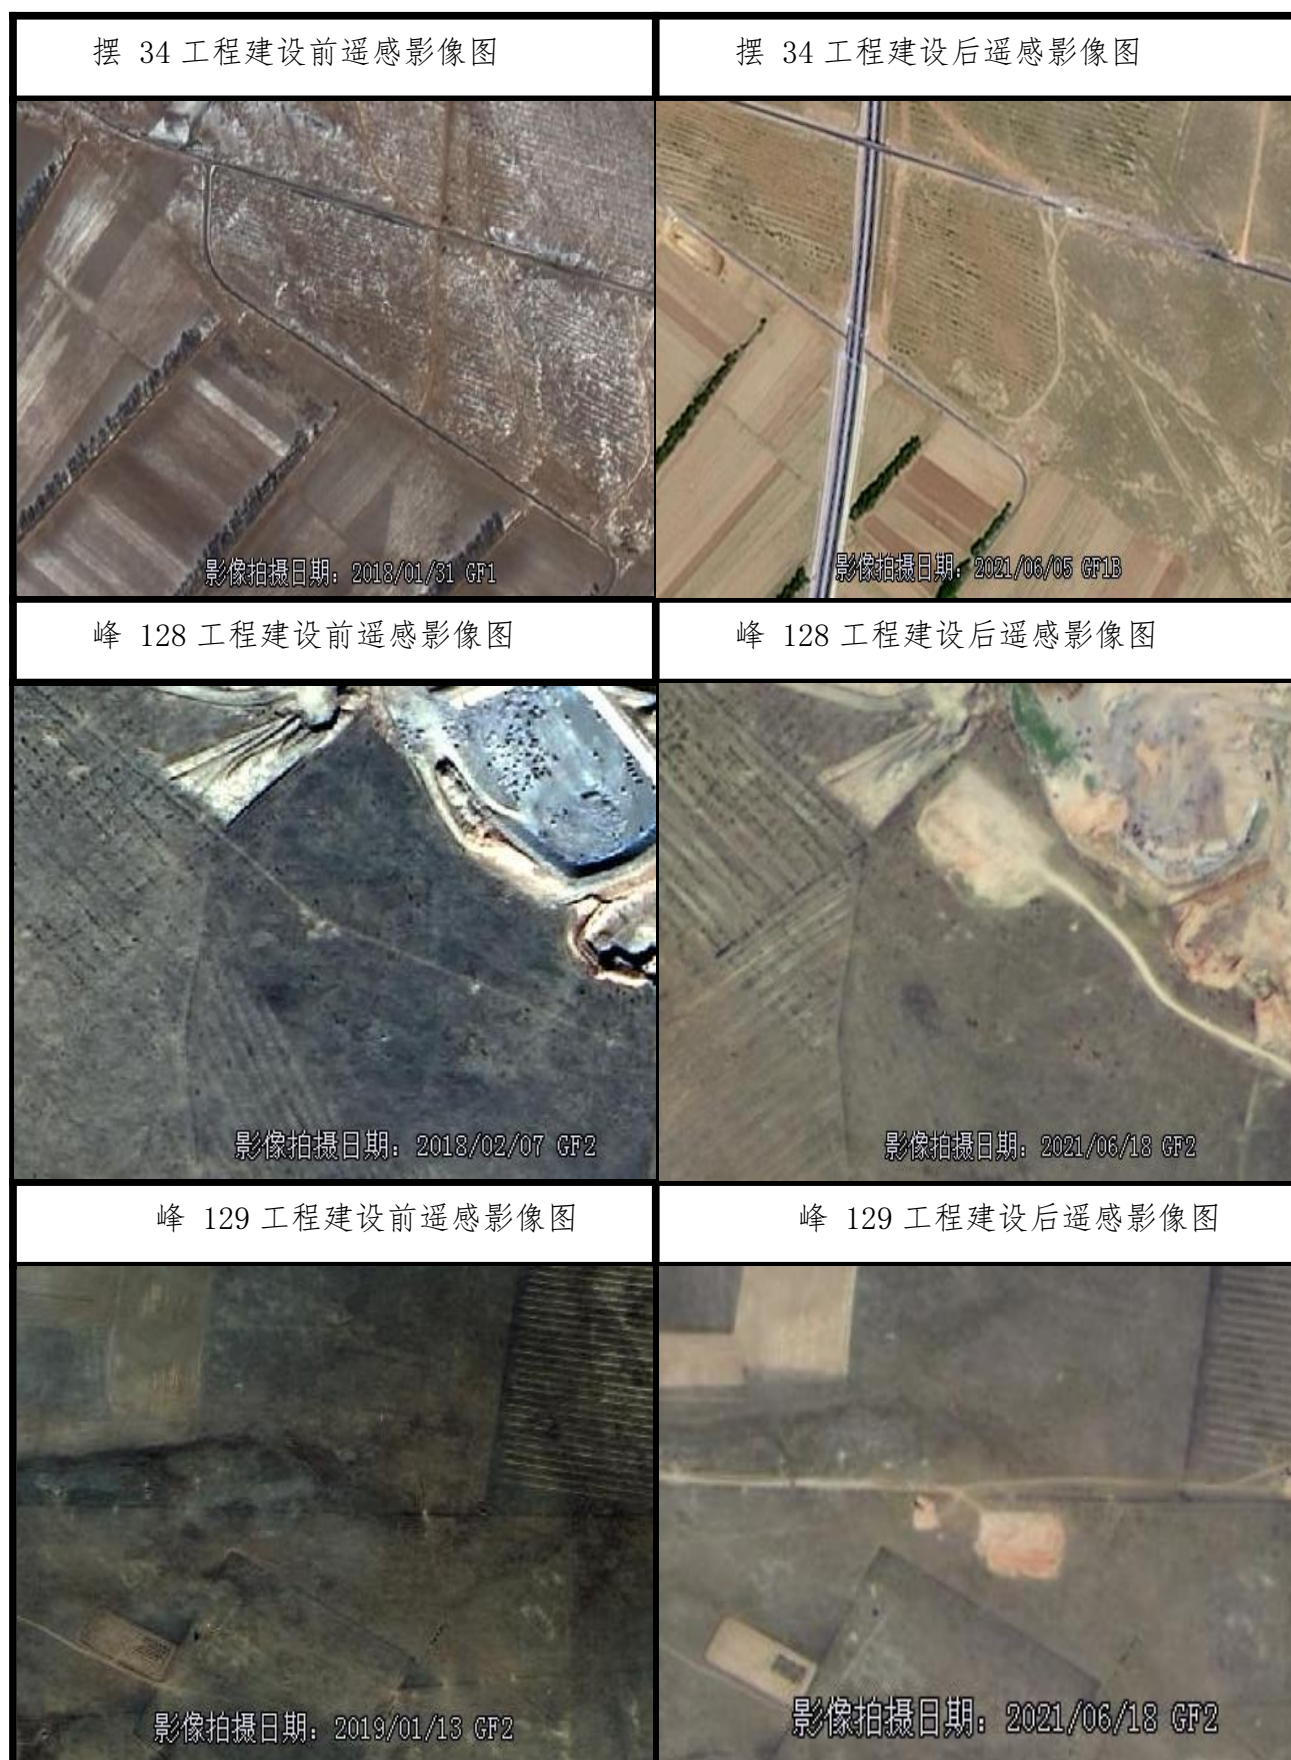 摆 34 工程建设前遥感影像图
摆 34 工程建设后遥感影像图
影像拍摄日期：2018/01/31 GF1
影像拍摄日期：2021/06/05 GF1B
峰 128 工程建设前遥感影像图
峰 128 工程建设后遥感影像图
影像拍摄日期：2018/02/07 GF2
影像拍摄日期：2021/06/18 GF2
峰 129 工程建设前遥感影像图
峰 129 工程建设后遥感影像图
影像拍摄日期：2019/01/13 GF2
影像拍摄日期：2021/06/18 GF2